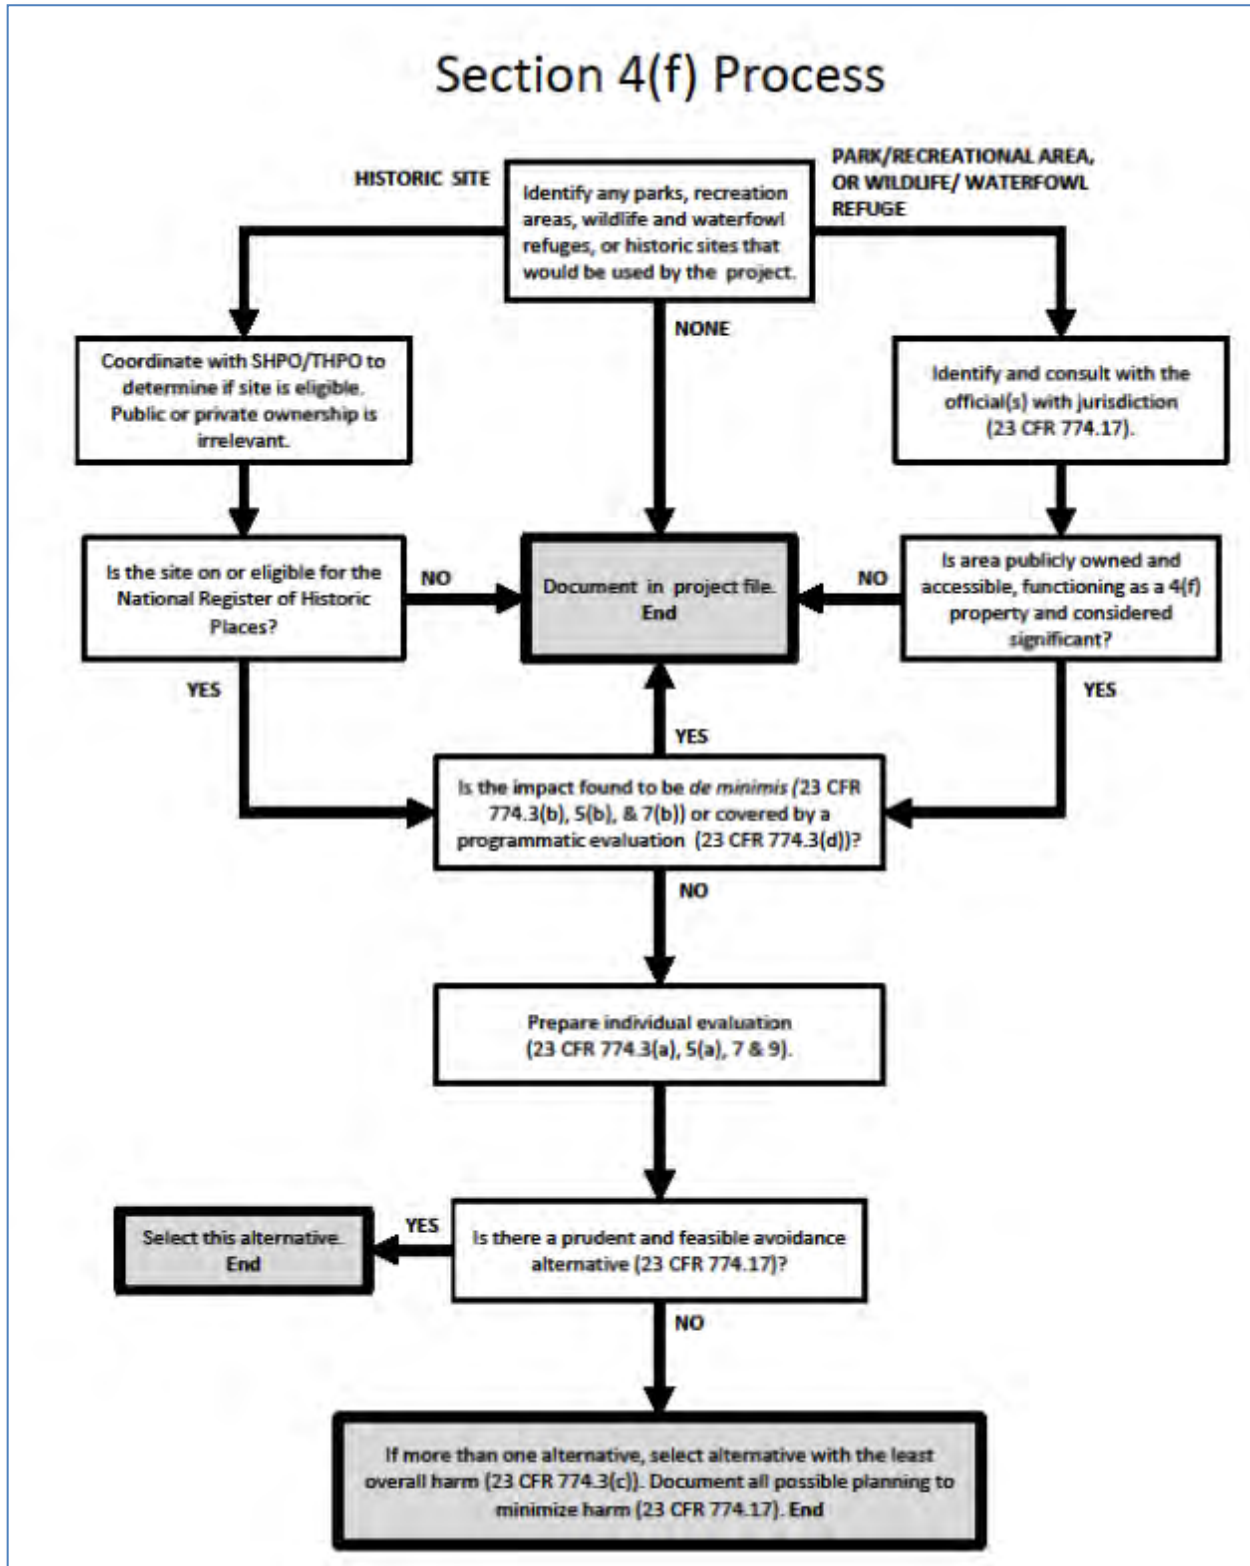 Section 4(f) Process
HISTORIC SITE
PARK/RECREATIONAL AREA,
OR WILDLIFE/ WATERFOWL
REFUGE
Identify any parks, recreation
areas, wildlife and waterfowl
refuges, or historic sites that
would be used by the project.
NONE
Coordinate with SHPO/THPO to
determine if site is eligible.
Public or private ownership is
irrelevant.
Identify and consult with the
official(s) with jurisdiction
(23 CFR 774.17).
Is the site on or eligible for the
National Register of Historic
Places?
NO
Document in project file.
End
NO
Is area publicly owned and
accessible, functioning as a 4(f)
property and considered
significant?
YES
YES
YES
Is the impact found to be de minimis (23 CFR
774.3(b), 5(b), & 7(b)) or covered by a
programmatic evaluation (23 CFR 774.3(d))?
NO
Prepare individual evaluation
(23 CFR 774.3(a), 5(a), 7 & 9).
Select this alternative.
End
YES
Is there a prudent and feasible avoidance
alternative (23 CFR 774.17)?
NO
If more than one alternative, select alternative with the least
overall harm (23 CFR 774.3(c)). Document all possible planning to
minimize harm (23 CFR 774.17). End